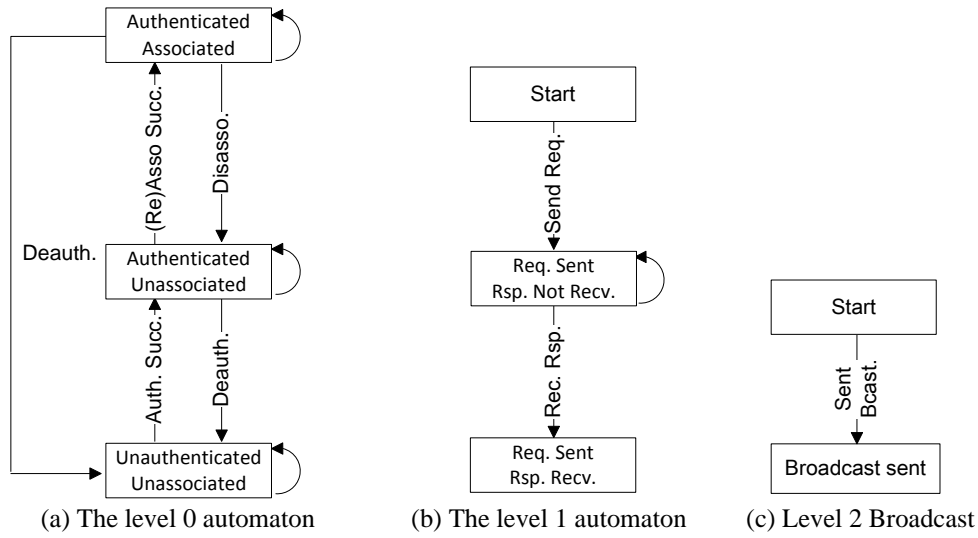 Authenticated
Associated
(Re)Asso Succ.
Disasso.
Deauth.
Authenticated
Unassociated
Auth. Succ.
Deauth.
Unauthenticated
Unassociated
(a) The level 0 automaton
Start
Send Req.
Req. Sent
Rsp. Not Recv.
Rec. Rsp.
Req. Sent
Rsp. Recv.
(b) The level 1 automaton
Start
Sent
Bcast.
Broadcast sent
(c) Level 2 Broadcast